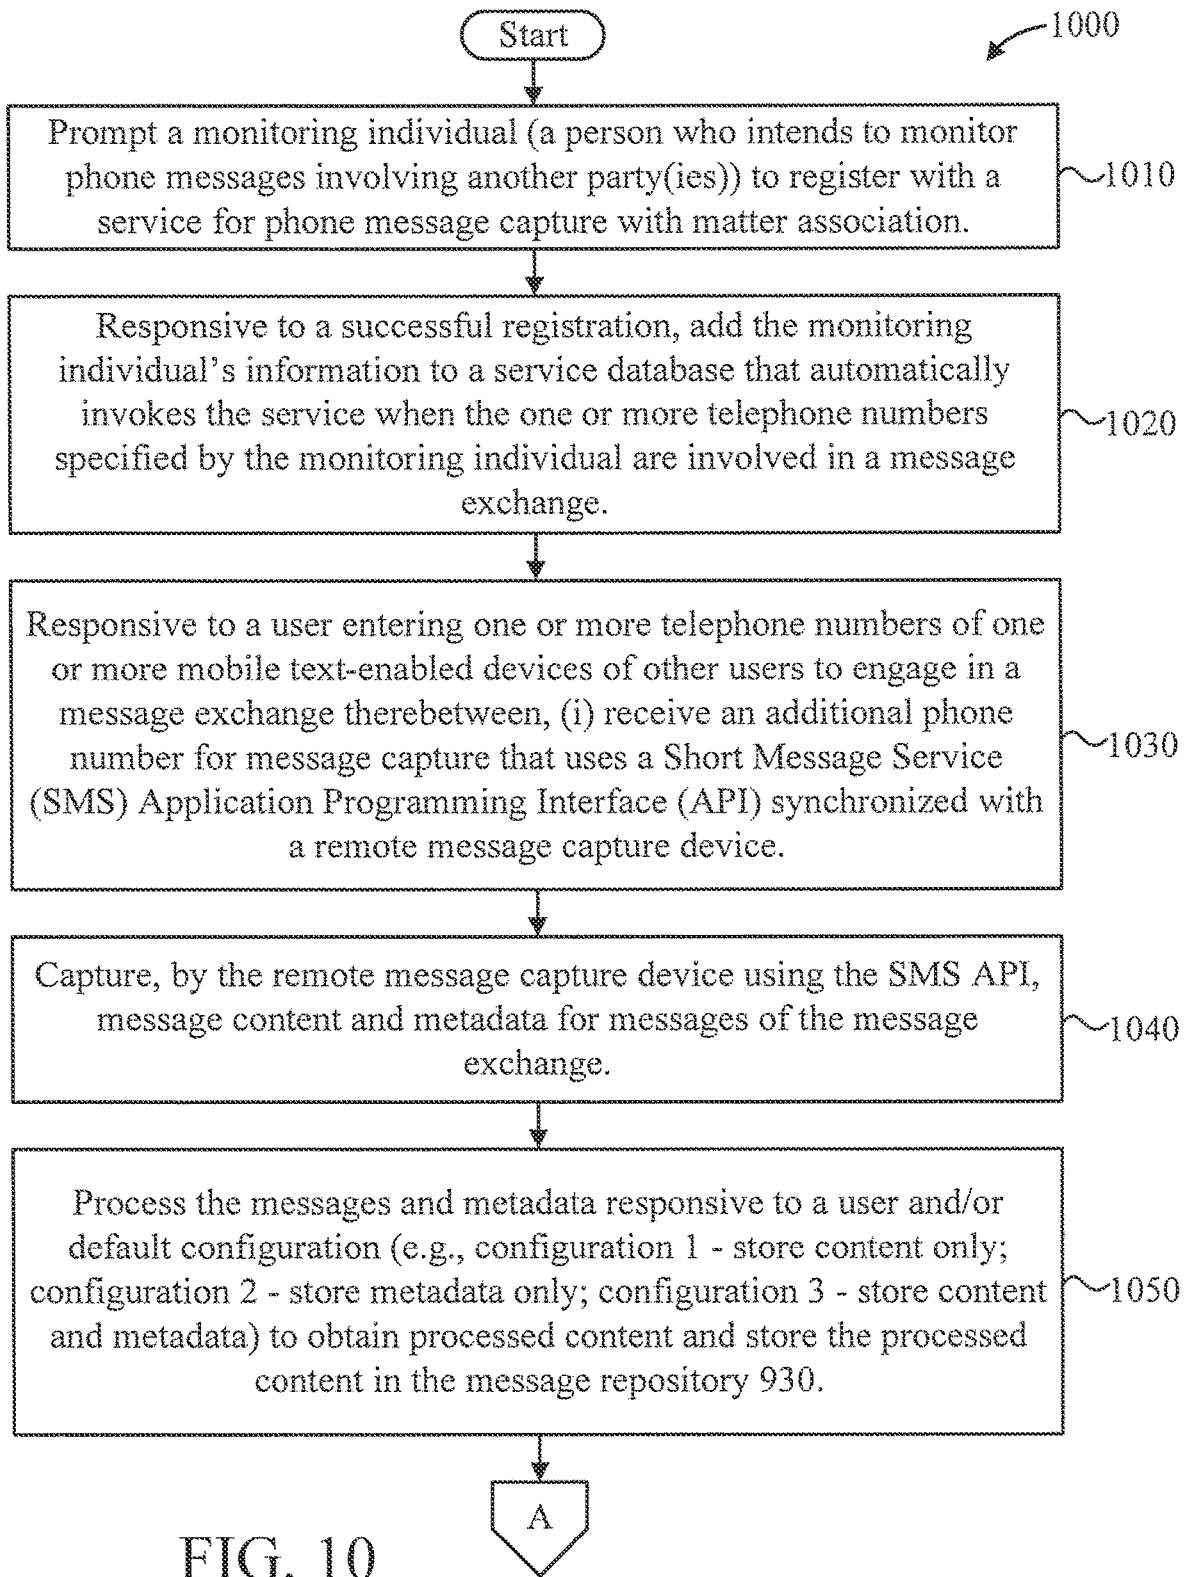 Start
1000
Prompt a monitoring individual (a person who intends to monitor
phone messages involving another party(ies)) to register with a
service for phone message capture with matter association.
1010
Responsive to a successful registration, add the monitoring
individual's information to a service database that automatically
invokes the service when the one or more telephone numbers
specified by the monitoring individual are involved in a message
exchange.
1020
Responsive to a user entering one or more telephone numbers of one
or more mobile text-enabled devices of other users to engage in a
message exchange therebetween, (i) receive an additional phone
number for message capture that uses a Short Message Service
(SMS) Application Programming Interface (API) synchronized with
a remote message capture device.
1030
Capture, by the remote message capture device using the SMS API,
message content and metadata for messages of the message
exchange.
1040
Process the messages and metadata responsive to a user and/or
default configuration (e.g., configuration 1 - store content only;
configuration 2 - store metadata only; configuration 3 - store content
and metadata) to obtain processed content and store the processed
content in the message repository 930.
1050
A
FIG. 10